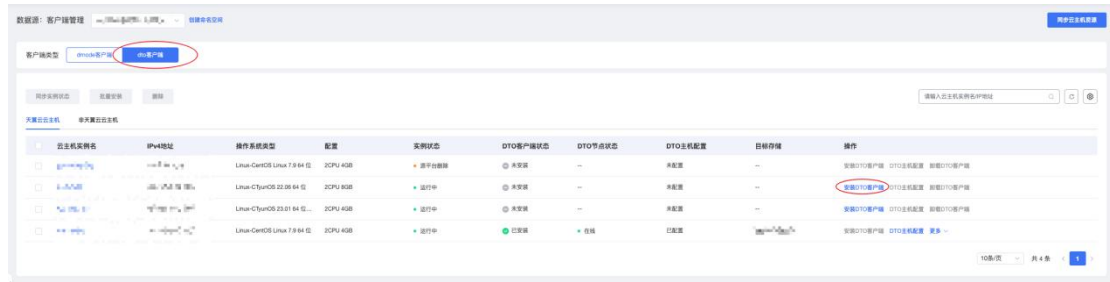 数据源：客户端管理 创建命名空间 同步云主机资源
客户端类型 dmnode客户端 dto客户端
同步实例状态 批量安装 删除 请输入云主机实例名/IP地址
天翼云云主机 非天翼云云主机
云主机实例名 IPv4地址 操作系统类型 配置 实例状态 DTO客户端状态 DTO节点状态 DTO主机配置 目标存储 操作
Linux-CentOS Linux 7.9 64 位 2CPU 4GB 源平台删除 未安装 -- 未配置 -- 安装DTO客户端 DTO主机配置 卸载DTO客户端
Linux-CTyunOS 22.06 64 位 2CPU 8GB 运行中 未安装 -- 未配置 -- 安装DTO客户端 DTO主机配置 卸载DTO客户端
Linux-CTyunOS 23.01 64 位... 2CPU 4GB 运行中 未安装 -- 未配置 -- 安装DTO客户端 DTO主机配置 卸载DTO客户端
Linux-CentOS Linux 7.9 64 位 2CPU 4GB 运行中 已安装 在线 已配置 安装DTO客户端 DTO主机配置 更多
10条/页 共 4 条 1